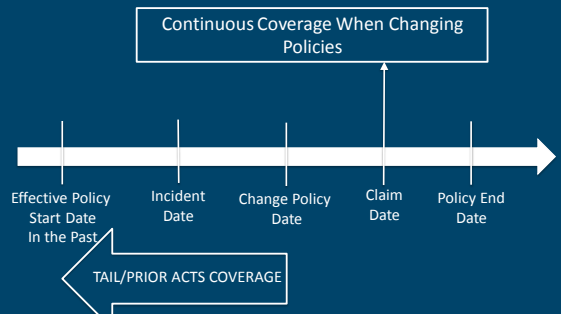 Continuous Coverage When Changing
Policies
Effective Policy
Start Date
In the Past
Incident
Date
Change Policy
Date
Claim
Date
Policy End
Date
TAIL/PRIOR ACTS COVERAGE